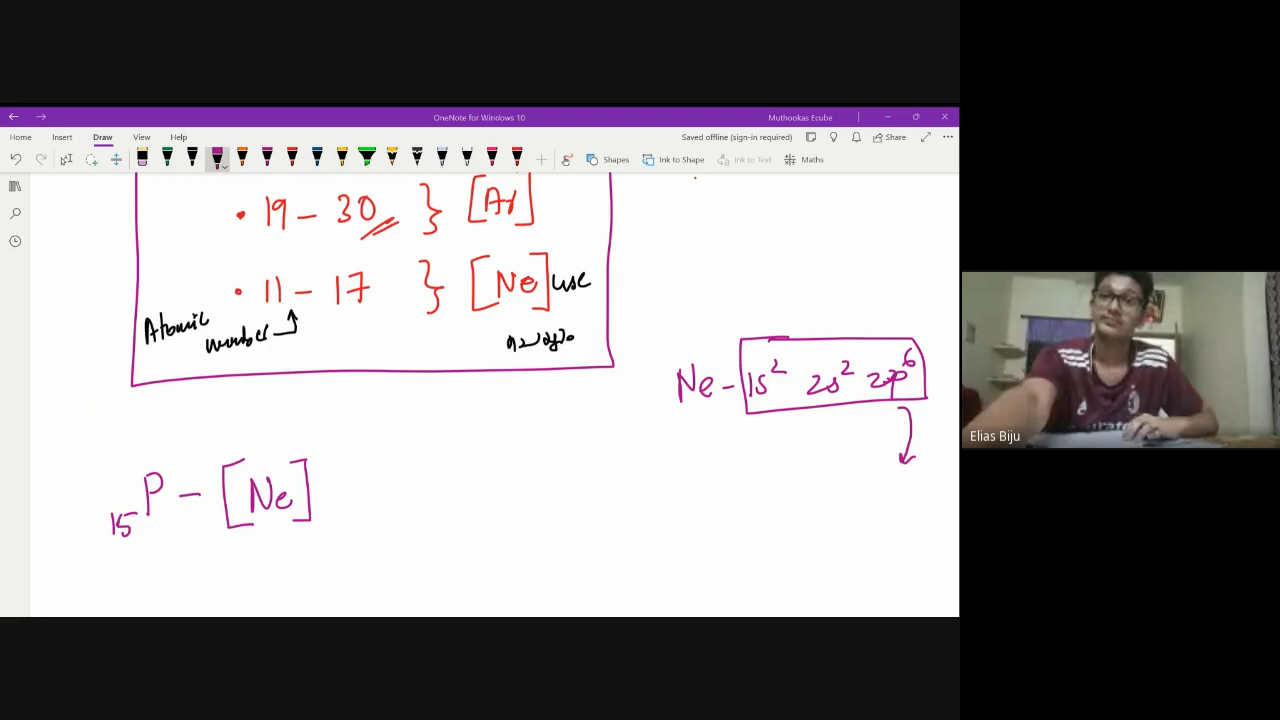 OneNote for Windows 10
Muthookas Ecube
Home Insert Draw View Help
Saved offline (sign-in required) Share
Shapes Ink to Shape Ink to Text Maths
• 19 – 30 } [Ar]
• 11 – 17 } [Ne] use
Atomic
number
Ne – 1s² 2s² 2p⁶
₁₅P – [Ne]
Elias Biju